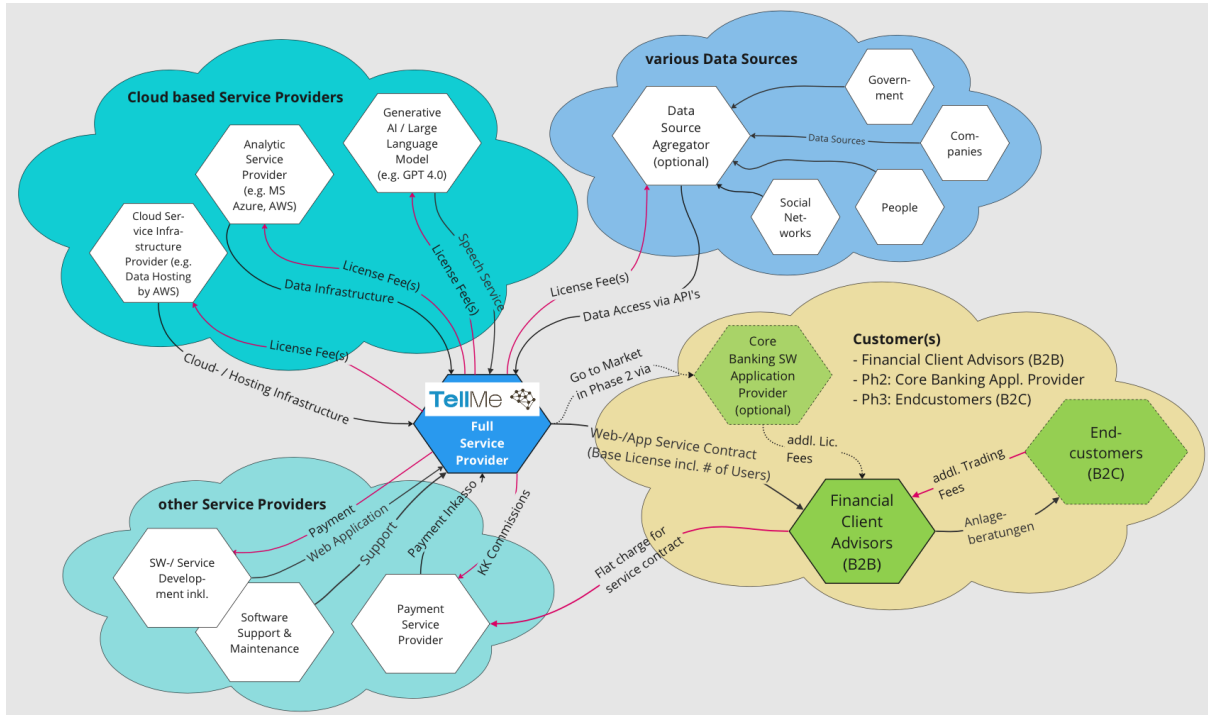 Cloud based Service Providers
Generative
AI / Large
Language
Model
(e.g. GPT 4.0)
Analytic
Service
Provider
(e.g. MS
Azure, AWS)
Cloud Ser-
vice Infra-
structure
Provider (e.g.
Data Hosting
by AWS)
License Fee(s)
Data Infrastructure
License Fee(s)
Speech Service
License Fee(s)
Cloud- / Hosting Infrastructure
various Data Sources
Data
Source
Agregator
(optional)
Govern-
ment
Data Sources
Com-
panies
People
Social
Net-
works
License Fee(s)
Data Access via API's
TellMe
Full
Service
Provider
Go to Market
in Phase 2 via
Core
Banking SW
Application
Provider
(optional)
Customer(s)
- Financial Client Advisors (B2B)
- Ph2: Core Banking Appl. Provider
- Ph3: Endcustomers (B2C)
Web-/App Service Contract
(Base License incl. # of Users)
addl. Lic.
Fees
End-
customers
(B2C)
addl. Trading
Fees
Financial
Client
Advisors
(B2B)
Anlage-
beratungen
Flat charge for
service contract
other Service Providers
Payment
Web Application
Support
Payment Inkasso
KK Commissions
SW-/ Service
Develop-
ment inkl.
Software
Support &
Maintenance
Payment
Service
Provider